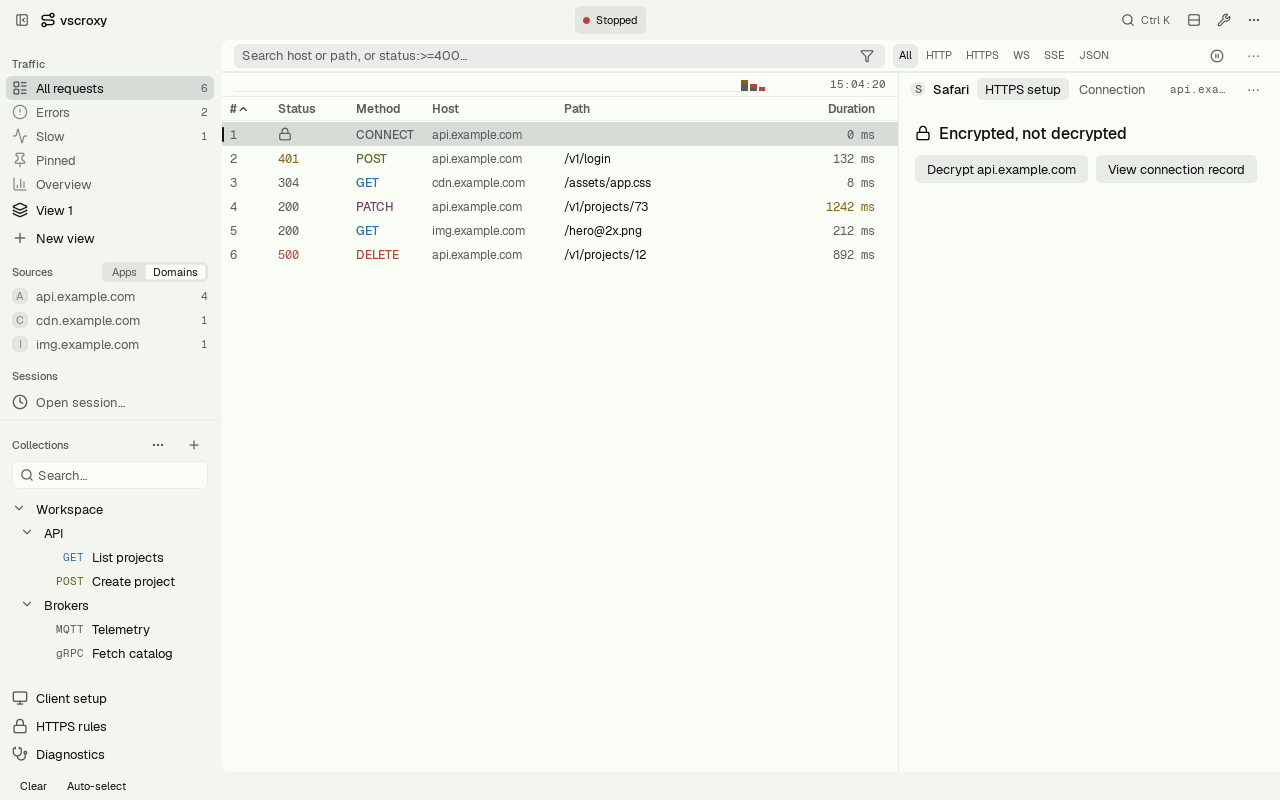 vscroxy
Stopped
Ctrl K
Traffic
All requests 6
Errors 2
Slow 1
Pinned
Overview
View 1
New view
Sources Apps Domains
A api.example.com 4
C cdn.example.com 1
I img.example.com 1
Sessions
Open session...
Collections
Search...
Workspace
API
GET List projects
POST Create project
Brokers
MQTT Telemetry
gRPC Fetch catalog
Client setup
HTTPS rules
Diagnostics
Clear Auto-select
Search host or path, or status:>=400...
All HTTP HTTPS WS SSE JSON
15:04:20
# Status Method Host Path Duration
1 CONNECT api.example.com 0 ms
2 401 POST api.example.com /v1/login 132 ms
3 304 GET cdn.example.com /assets/app.css 8 ms
4 200 PATCH api.example.com /v1/projects/73 1242 ms
5 200 GET img.example.com /hero@2x.png 212 ms
6 500 DELETE api.example.com /v1/projects/12 892 ms
S Safari HTTPS setup Connection api.exa...
Encrypted, not decrypted
Decrypt api.example.com View connection record